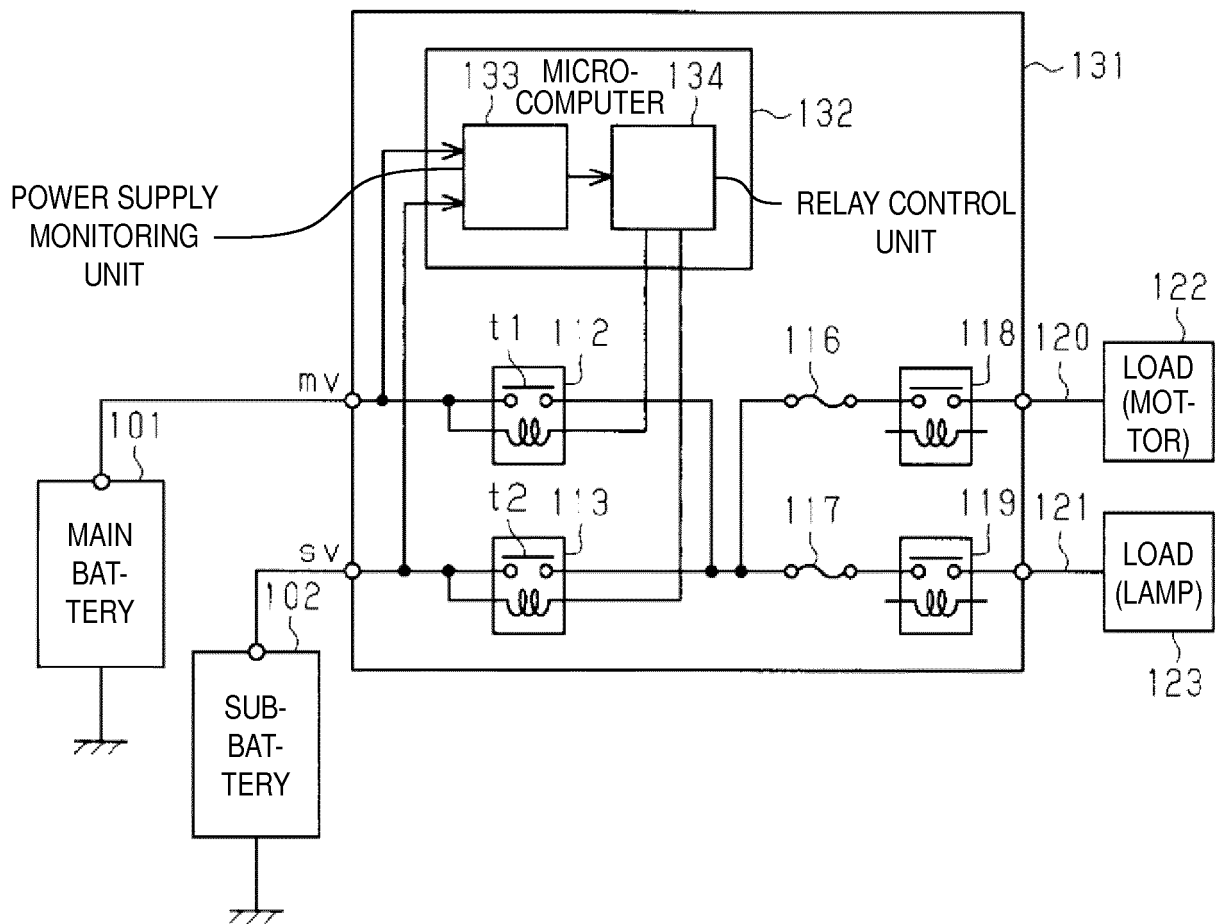 131
133
MICRO-
COMPUTER
134
132
POWER SUPPLY
MONITORING
UNIT
RELAY CONTROL
UNIT
122
t1
112
116
118
120
LOAD
(MOT-
TOR)
mv
101
MAIN
BAT-
TERY
t2
113
117
119
121
LOAD
(LAMP)
sv
102
123
SUB-
BAT-
TERY